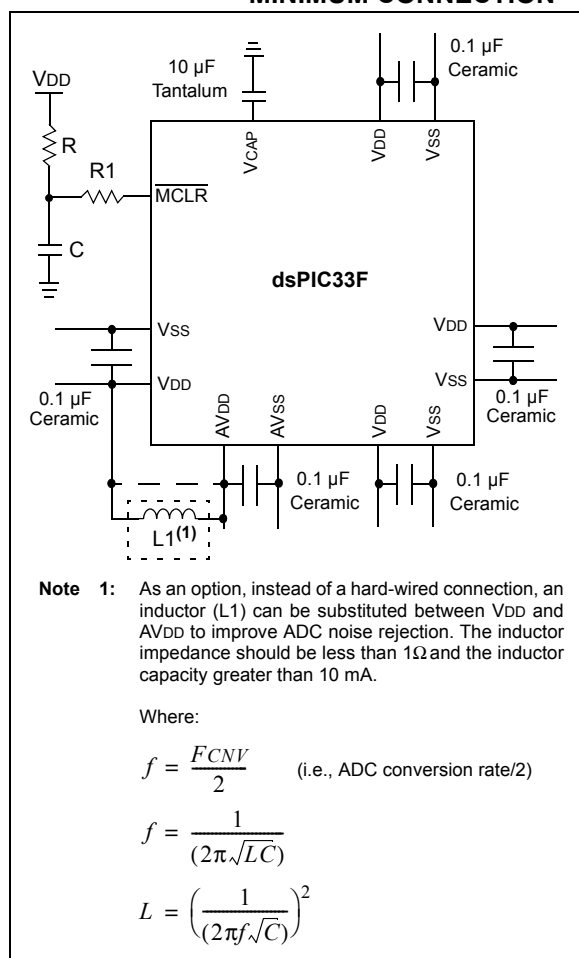 MINIMUM CONNECTION
VDD
R
R1
C
10 µF
Tantalum
VCAP
VDD
VSS
0.1 µF
Ceramic
MCLR
dsPIC33F
VSS
VDD
0.1 µF
Ceramic
VDD
VSS
0.1 µF
Ceramic
AVDD
AVSS
VDD
VSS
0.1 µF
Ceramic
0.1 µF
Ceramic
L1(1)
Note 1: As an option, instead of a hard-wired connection, an
inductor (L1) can be substituted between VDD and
AVDD to improve ADC noise rejection. The inductor
impedance should be less than 1Ω and the inductor
capacity greater than 10 mA.
Where:
f = FCNV / 2 (i.e., ADC conversion rate/2)
f = 1 / (2π√LC)
L = (1 / (2πf√C))²